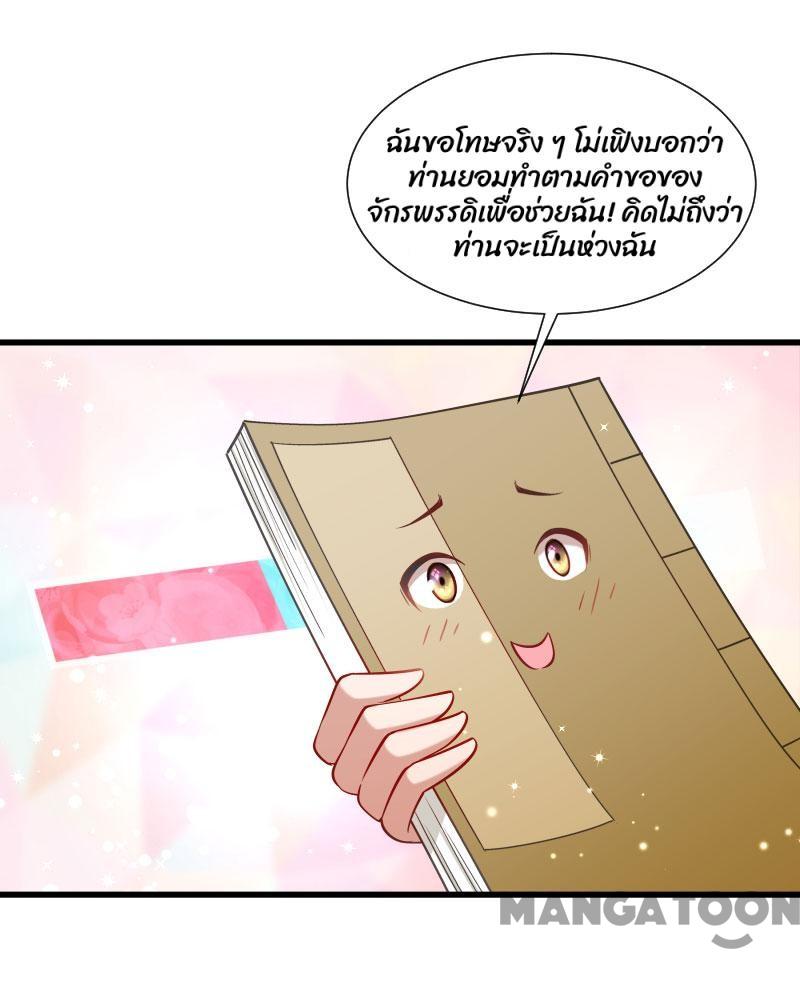 ฉันขอโทษจริง ๆ โม่เฟิงบอกว่า
ท่านยอมทำตามคำขอของ
จักรพรรดิเพื่อช่วยฉัน! คิดไม่ถึงว่า
ท่านจะเป็นห่วงฉัน
MANGATOON